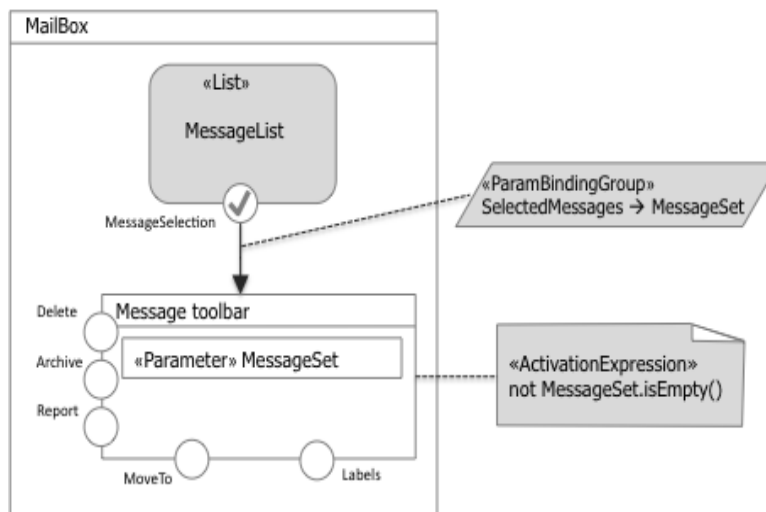 MailBox
«List»
MessageList
MessageSelection
«ParamBindingGroup»
SelectedMessages → MessageSet
Delete
Message toolbar
Archive
«Parameter» MessageSet
«ActivationExpression»
not MessageSet.isEmpty()
Report
MoveTo
Labels